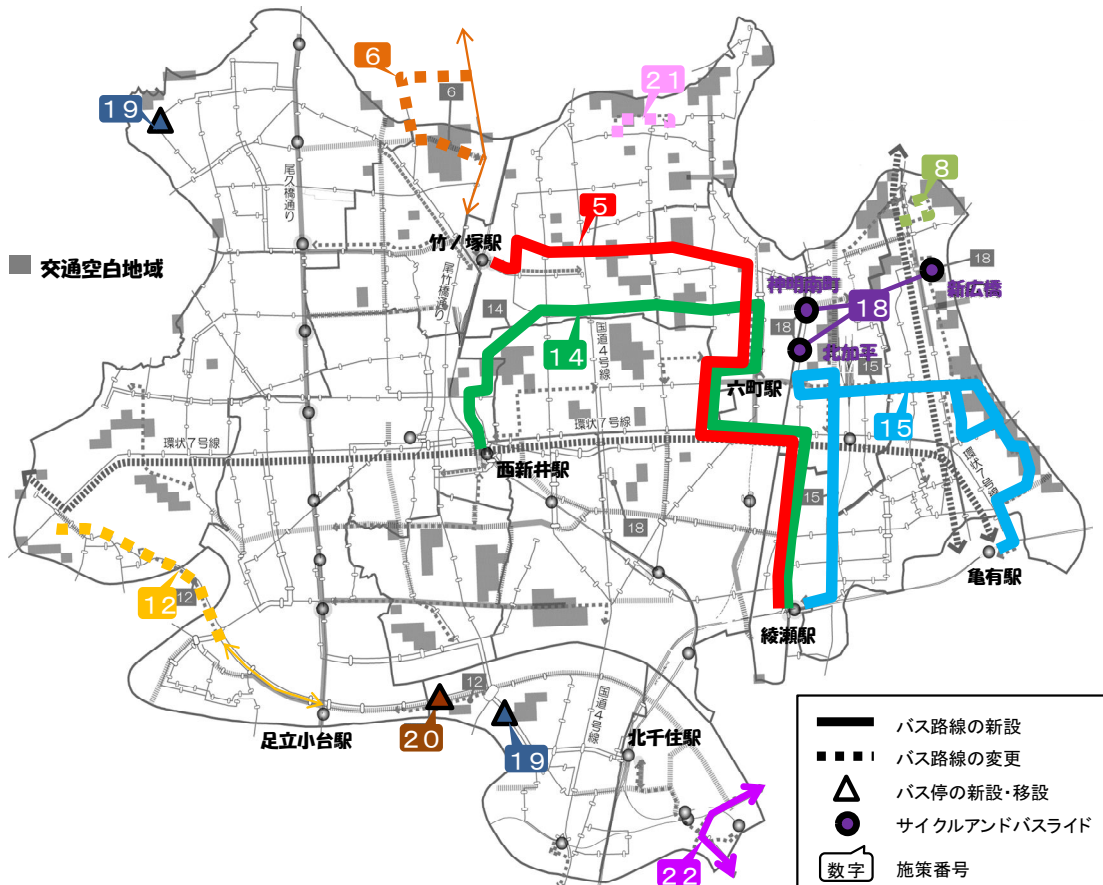 6
21
19
6
8
5
尾久橋通り
竹ノ塚駅
18
交通空白地域
尾竹橋通り
神明南町
新広橋
14
18
国道4号線
18
14
北加平
15
六町駅
15
環状7号線
環状7号線
西新井駅
環状7号線
15
18
亀有駅
12
12
綾瀬駅
12
国道4号線
足立小台駅
20
19
北千住駅
22
バス路線の新設
バス路線の変更
バス停の新設・移設
サイクルアンドバスライド
数字 施策番号